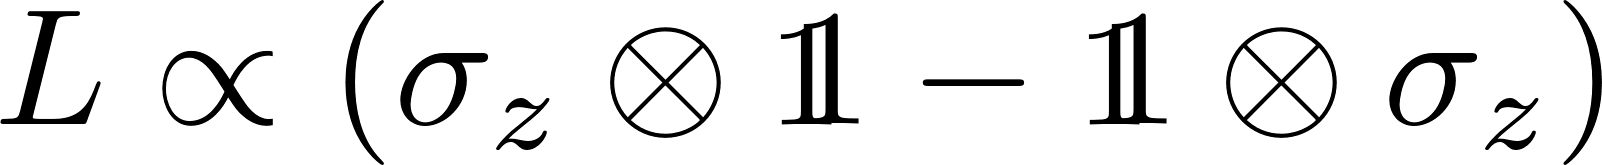 L ∝ (σ_z ⊗ 𝟙 − 𝟙 ⊗ σ_z)